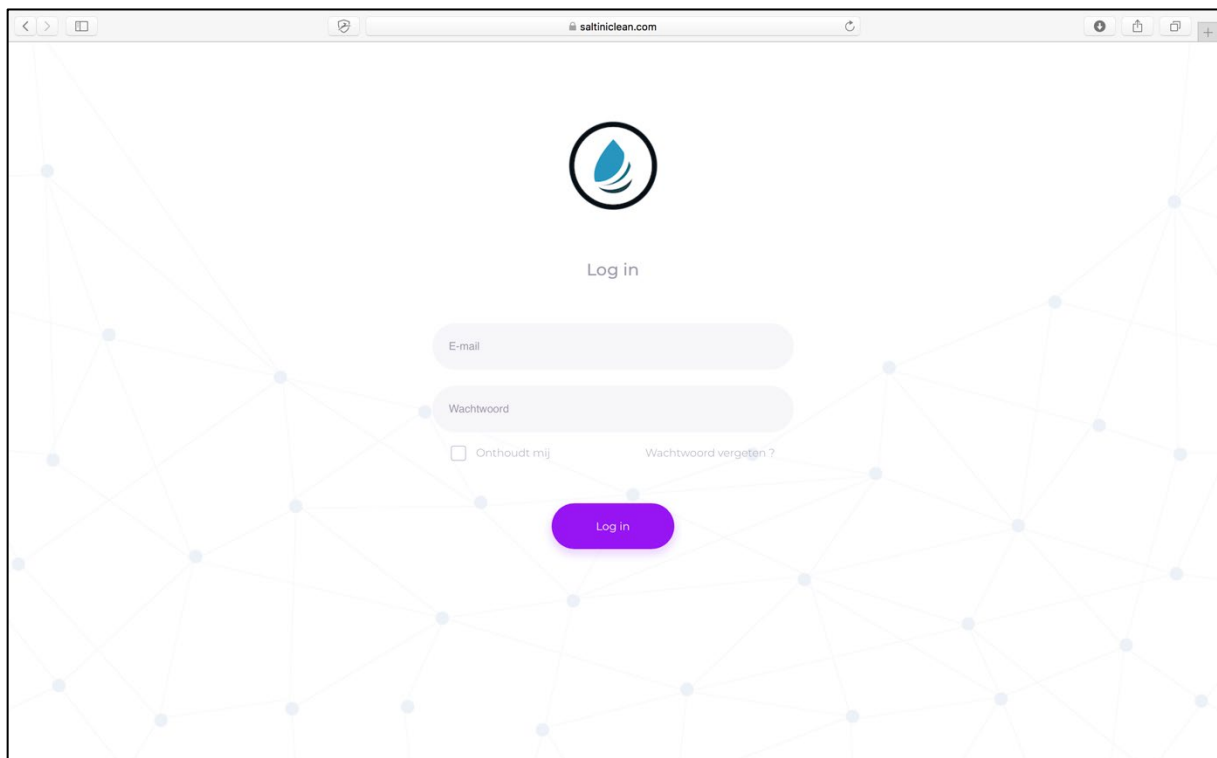 saltiniclean.com
Log in
E-mail
Wachtwoord
Onthoudt mij Wachtwoord vergeten ?
Log in